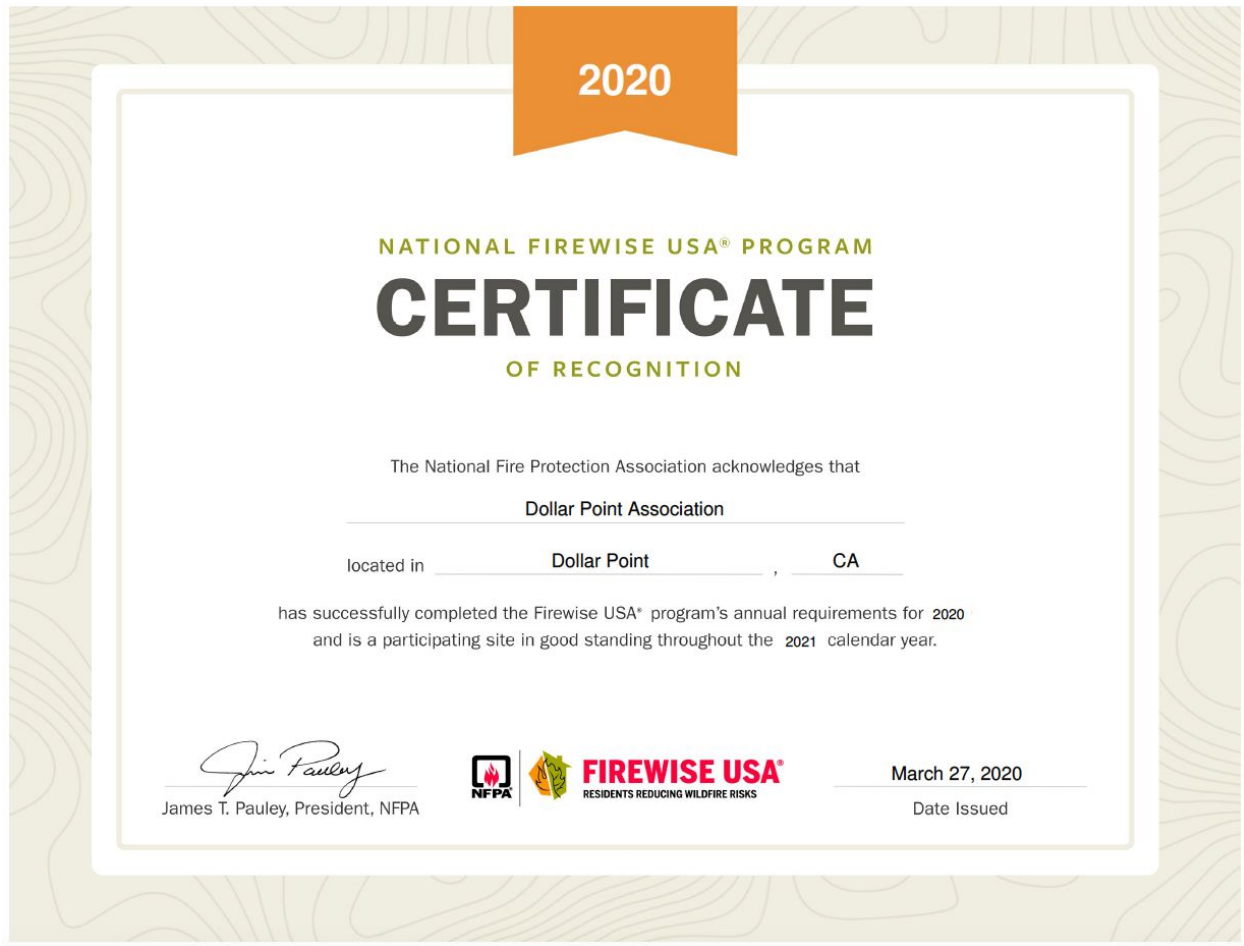 2020
NATIONAL FIREWISE USA® PROGRAM
CERTIFICATE
OF RECOGNITION
The National Fire Protection Association acknowledges that
Dollar Point Association
located in Dollar Point , CA
has successfully completed the Firewise USA® program's annual requirements for 2020
and is a participating site in good standing throughout the 2021 calendar year.
Jim Pauley
James T. Pauley, President, NFPA
NFPA
FIREWISE USA®
RESIDENTS REDUCING WILDFIRE RISKS
March 27, 2020
Date Issued